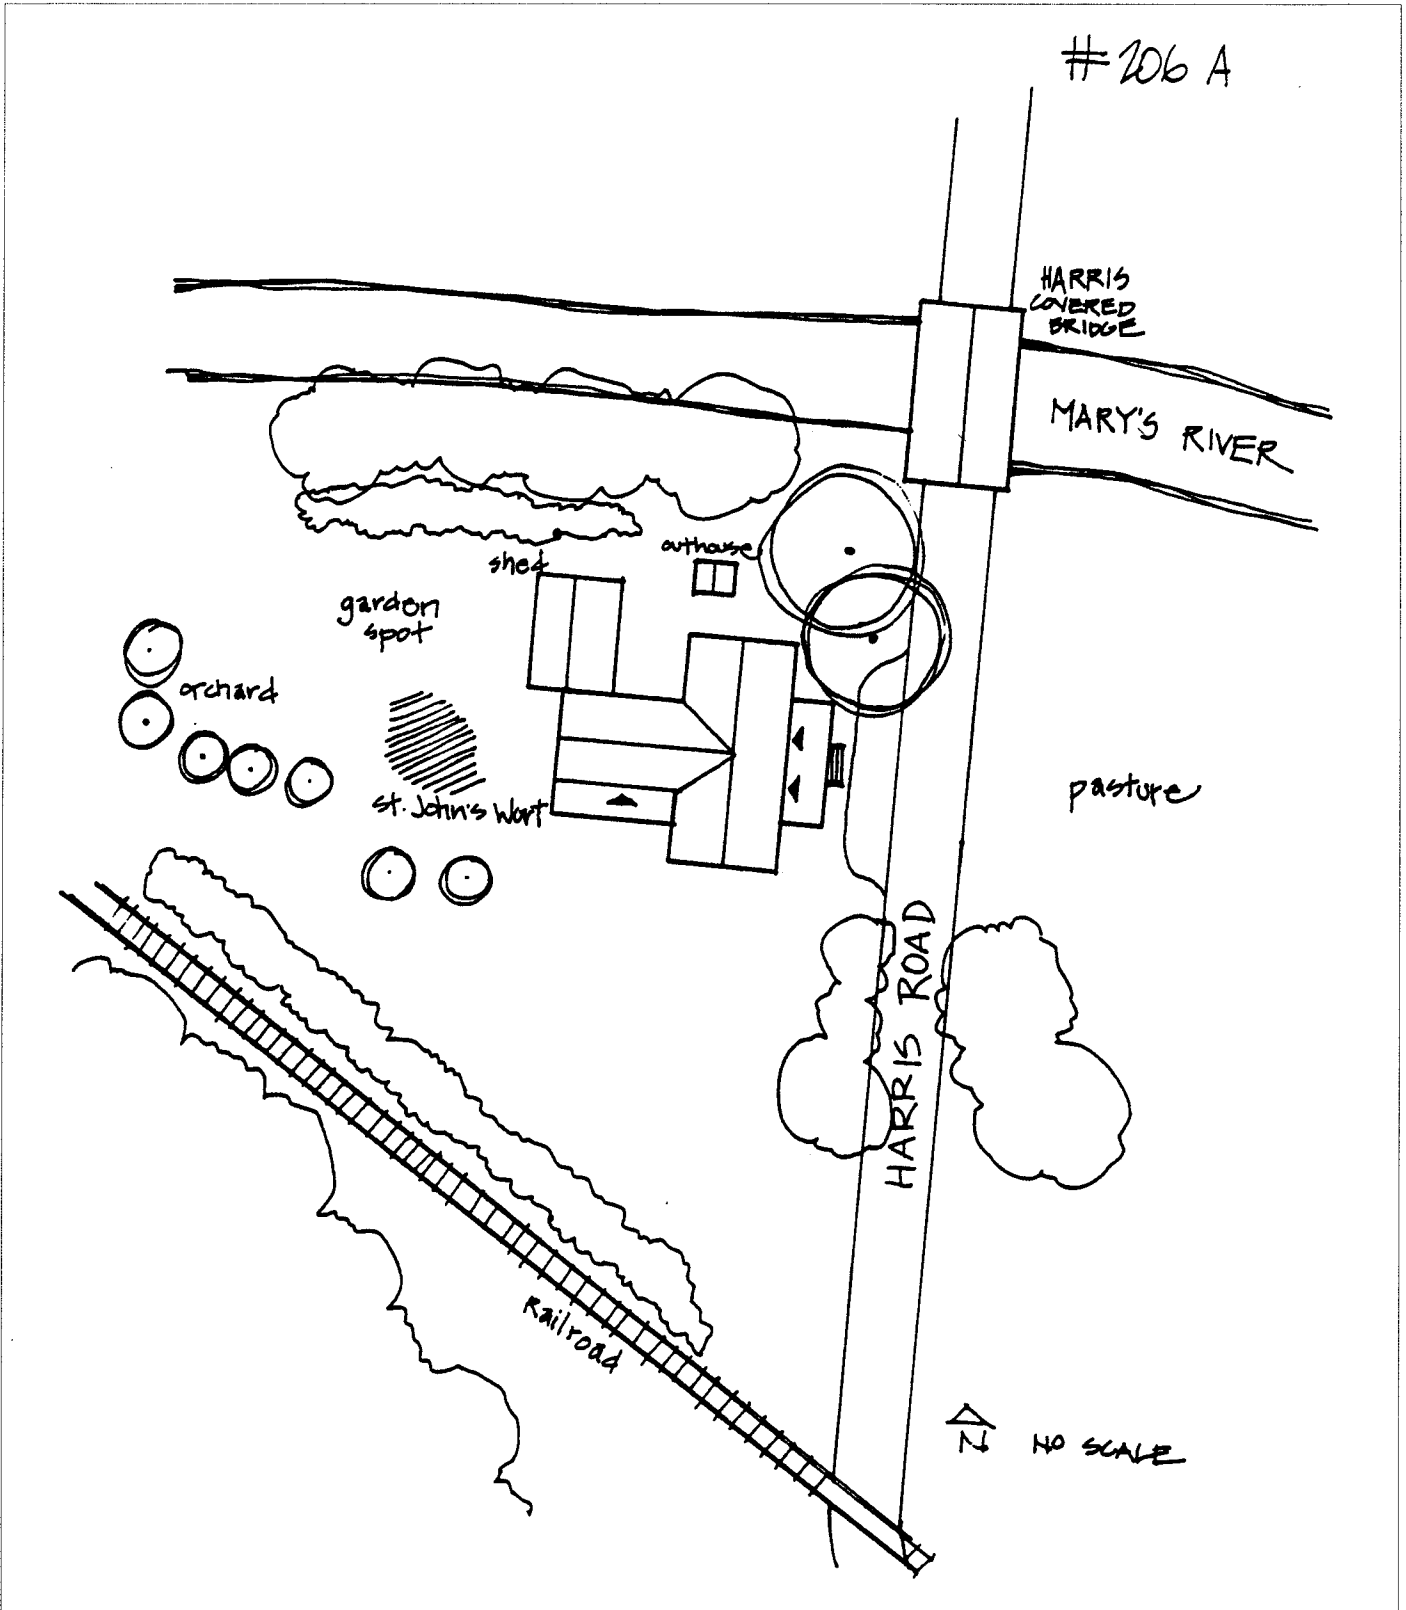 # 206 A
HARRIS
COVERED
BRIDGE
MARY'S RIVER
outhouse
shed
garden
spot
orchard
pasture
St. John's Wort
HARRIS ROAD
Railroad
N
NO SCALE